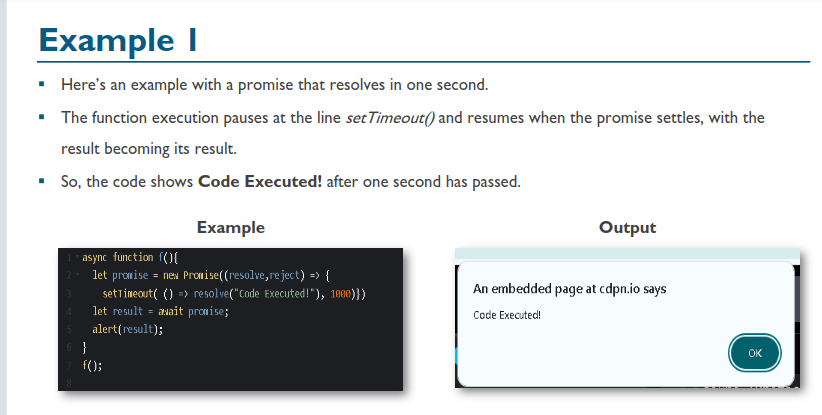 Example 1
▪ Here's an example with a promise that resolves in one second.
▪ The function execution pauses at the line setTimeout() and resumes when the promise settles, with the
result becoming its result.
▪ So, the code shows Code Executed! after one second has passed.
Example
1 async function f(){
2 let promise = new Promise((resolve,reject) => {
3 setTimeout( () => resolve("Code Executed!"), 1000)})
4 let result = await promise;
5 alert(result);
6 }
7 f();
8
Output
An embedded page at cdpn.io says
Code Executed!
OK